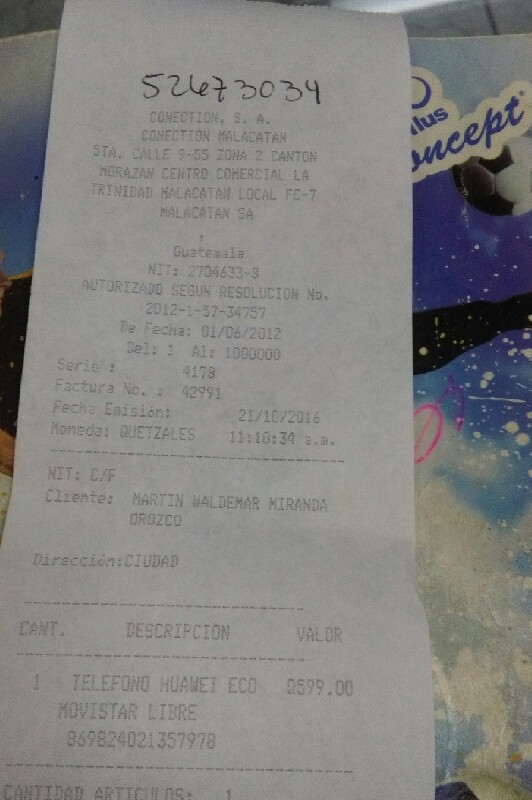 52673034
CONECTION, S. A.
CONECTION MALACATAN
5TA. CALLE 9-55 ZONA 2 CANTON
MORAZAN CENTRO COMERCIAL LA
TRINIDAD MALACATAN LOCAL FC-7
MALACATAN SA
,
Guatemala
NIT: 2704633-8
AUTORIZADO SEGUN RESOLUCION No.
2012-1-57-34757
De Fecha: 01/06/2012
Del: 1 Al: 1000000
Serie : 4178
Factura No. : 42991
Fecha Emisión: 21/10/2016
Moneda: QUETZALES 11:18:34 a.m.
NIT: C/F
Cliente: MARTIN WALDEMAR MIRANDA
OROZCO
Dirección:CIUDAD
CANT. DESCRIPCION VALOR
1 TELEFONO HUAWEI ECO Q599.00
MOVISTAR LIBRE
869824021357978
CANTIDAD ARTICULOS: 1